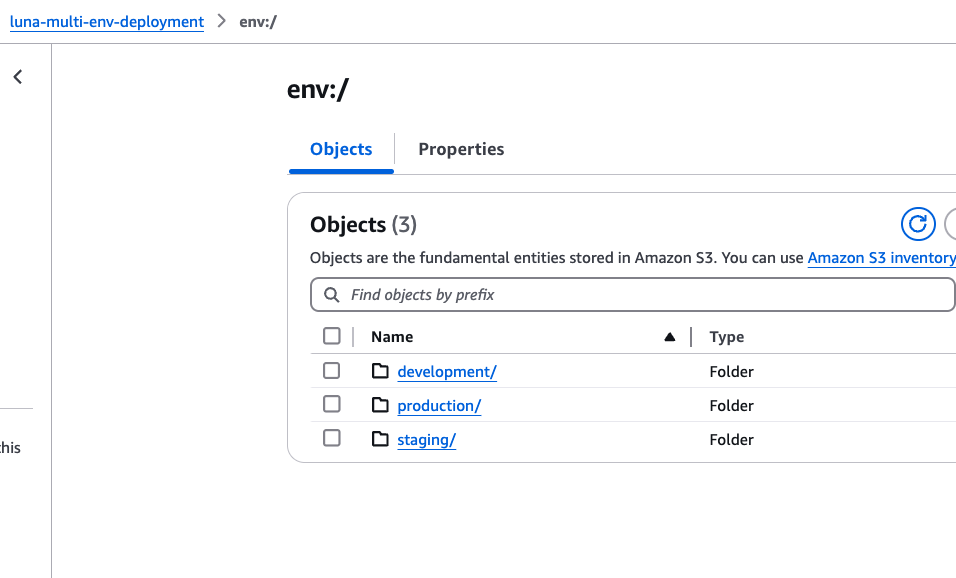 luna-multi-env-deployment > env:/
env:/
Objects Properties
Objects (3)
Objects are the fundamental entities stored in Amazon S3. You can use Amazon S3 inventory
Find objects by prefix
Name Type
development/ Folder
production/ Folder
staging/ Folder
this